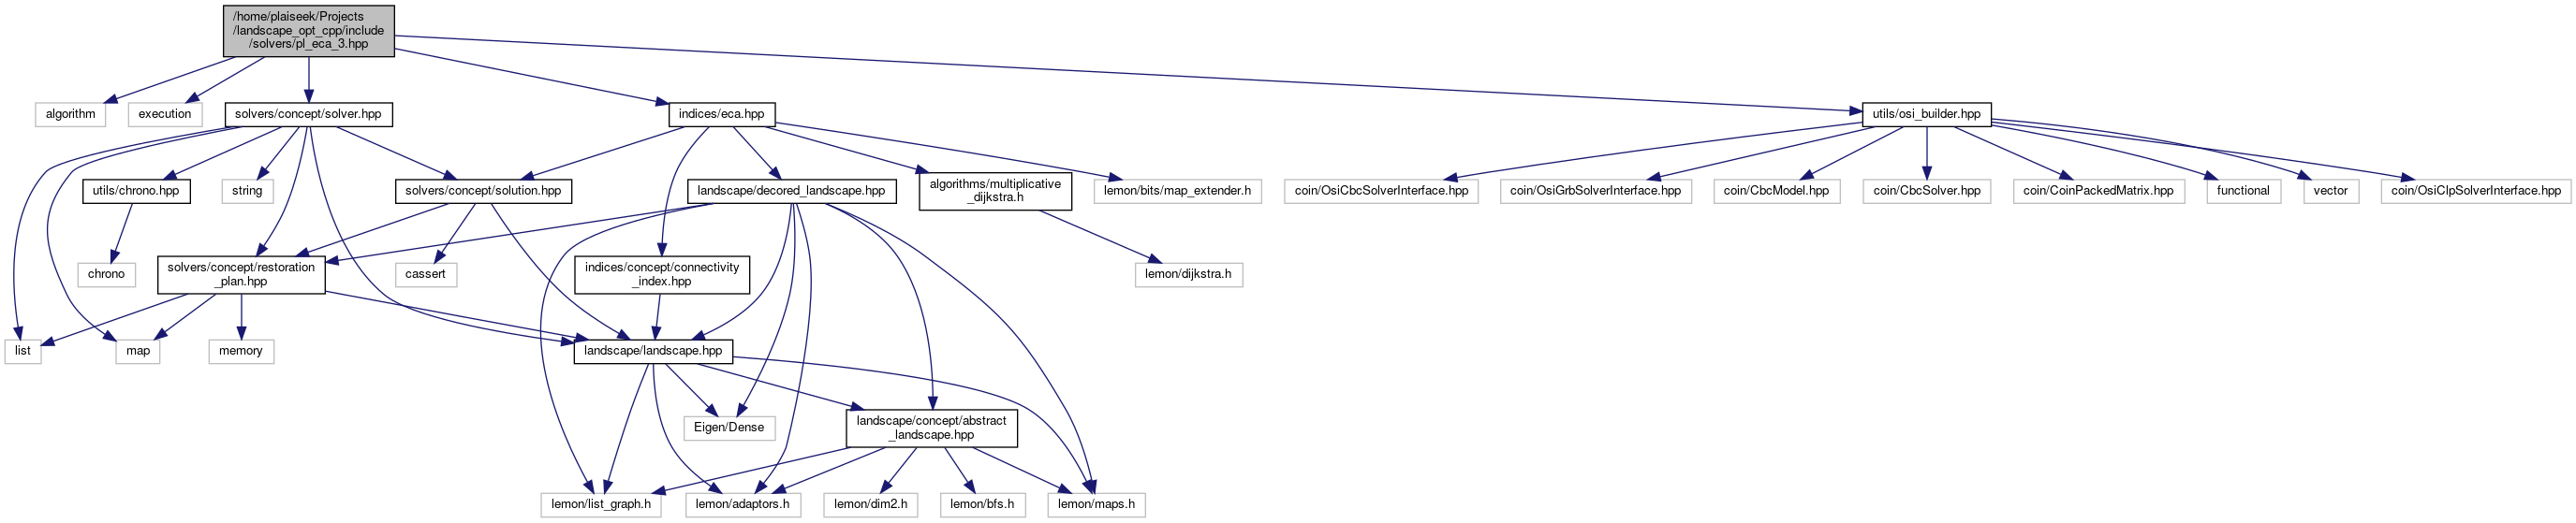 /home/plaiseek/Projects
/landscape_opt_cpp/include
/solvers/pl_eca_3.hpp
algorithm
execution
solvers/concept/solver.hpp
indices/eca.hpp
utils/osi_builder.hpp
utils/chrono.hpp
string
solvers/concept/solution.hpp
landscape/decored_landscape.hpp
algorithms/multiplicative
_dijkstra.h
lemon/bits/map_extender.h
coin/OsiCbcSolverInterface.hpp
coin/OsiGrbSolverInterface.hpp
coin/CbcModel.hpp
coin/CbcSolver.hpp
coin/CoinPackedMatrix.hpp
functional
vector
coin/OsiClpSolverInterface.hpp
chrono
solvers/concept/restoration
_plan.hpp
cassert
indices/concept/connectivity
_index.hpp
lemon/dijkstra.h
list
map
memory
landscape/landscape.hpp
Eigen/Dense
landscape/concept/abstract
_landscape.hpp
lemon/list_graph.h
lemon/adaptors.h
lemon/dim2.h
lemon/bfs.h
lemon/maps.h